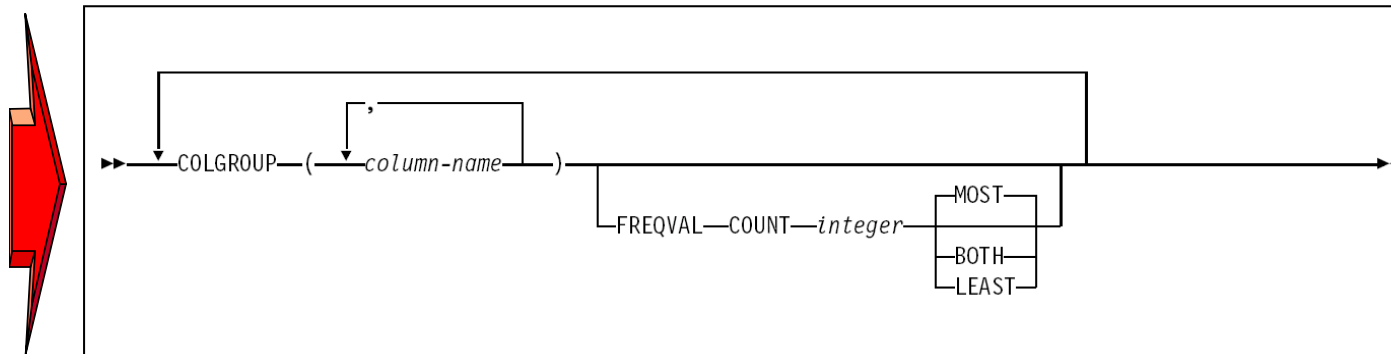 ,
COLGROUP ( column-name )
MOST
FREQVAL COUNT integer
BOTH
LEAST